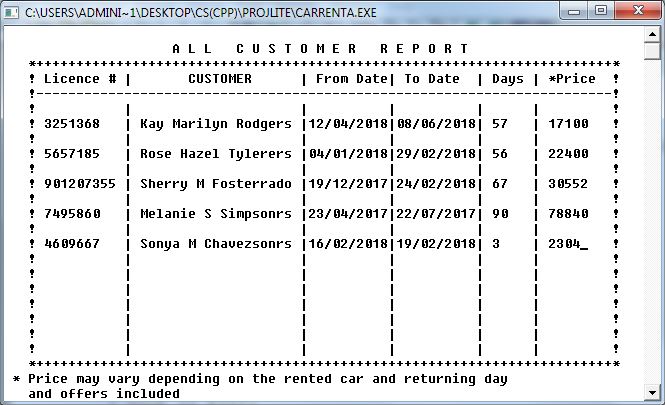 C:\USERS\ADMINI~1\DESKTOP\CS(CPP)\PROJLITE\CARRENTA.EXE
A L L   C U S T O M E R   R E P O R T
*++++++++++++++++++++++++++++++++++++++++++++++++++++++++++++++++++++++++*
! Licence # | CUSTOMER | From Date| To Date | Days | *Price !
!------------------------------------------------------------------------!
! 3251368 | Kay Marilyn Rodgers |12/04/2018|08/06/2018| 57 | 17100 !
! 5657185 | Rose Hazel Tylerers |04/01/2018|29/02/2018| 56 | 22400 !
! 901207355 | Sherry M Fosterrado |19/12/2017|24/02/2018| 67 | 30552 !
! 7495860 | Melanie S Simpsonrs |23/04/2017|22/07/2017| 90 | 78840 !
! 4609667 | Sonya M Chavezsonrs |16/02/2018|19/02/2018| 3 | 2304_ !
*++++++++++++++++++++++++++++++++++++++++++++++++++++++++++++++++++++++++*
* Price may vary depending on the rented car and returning day
and offers included